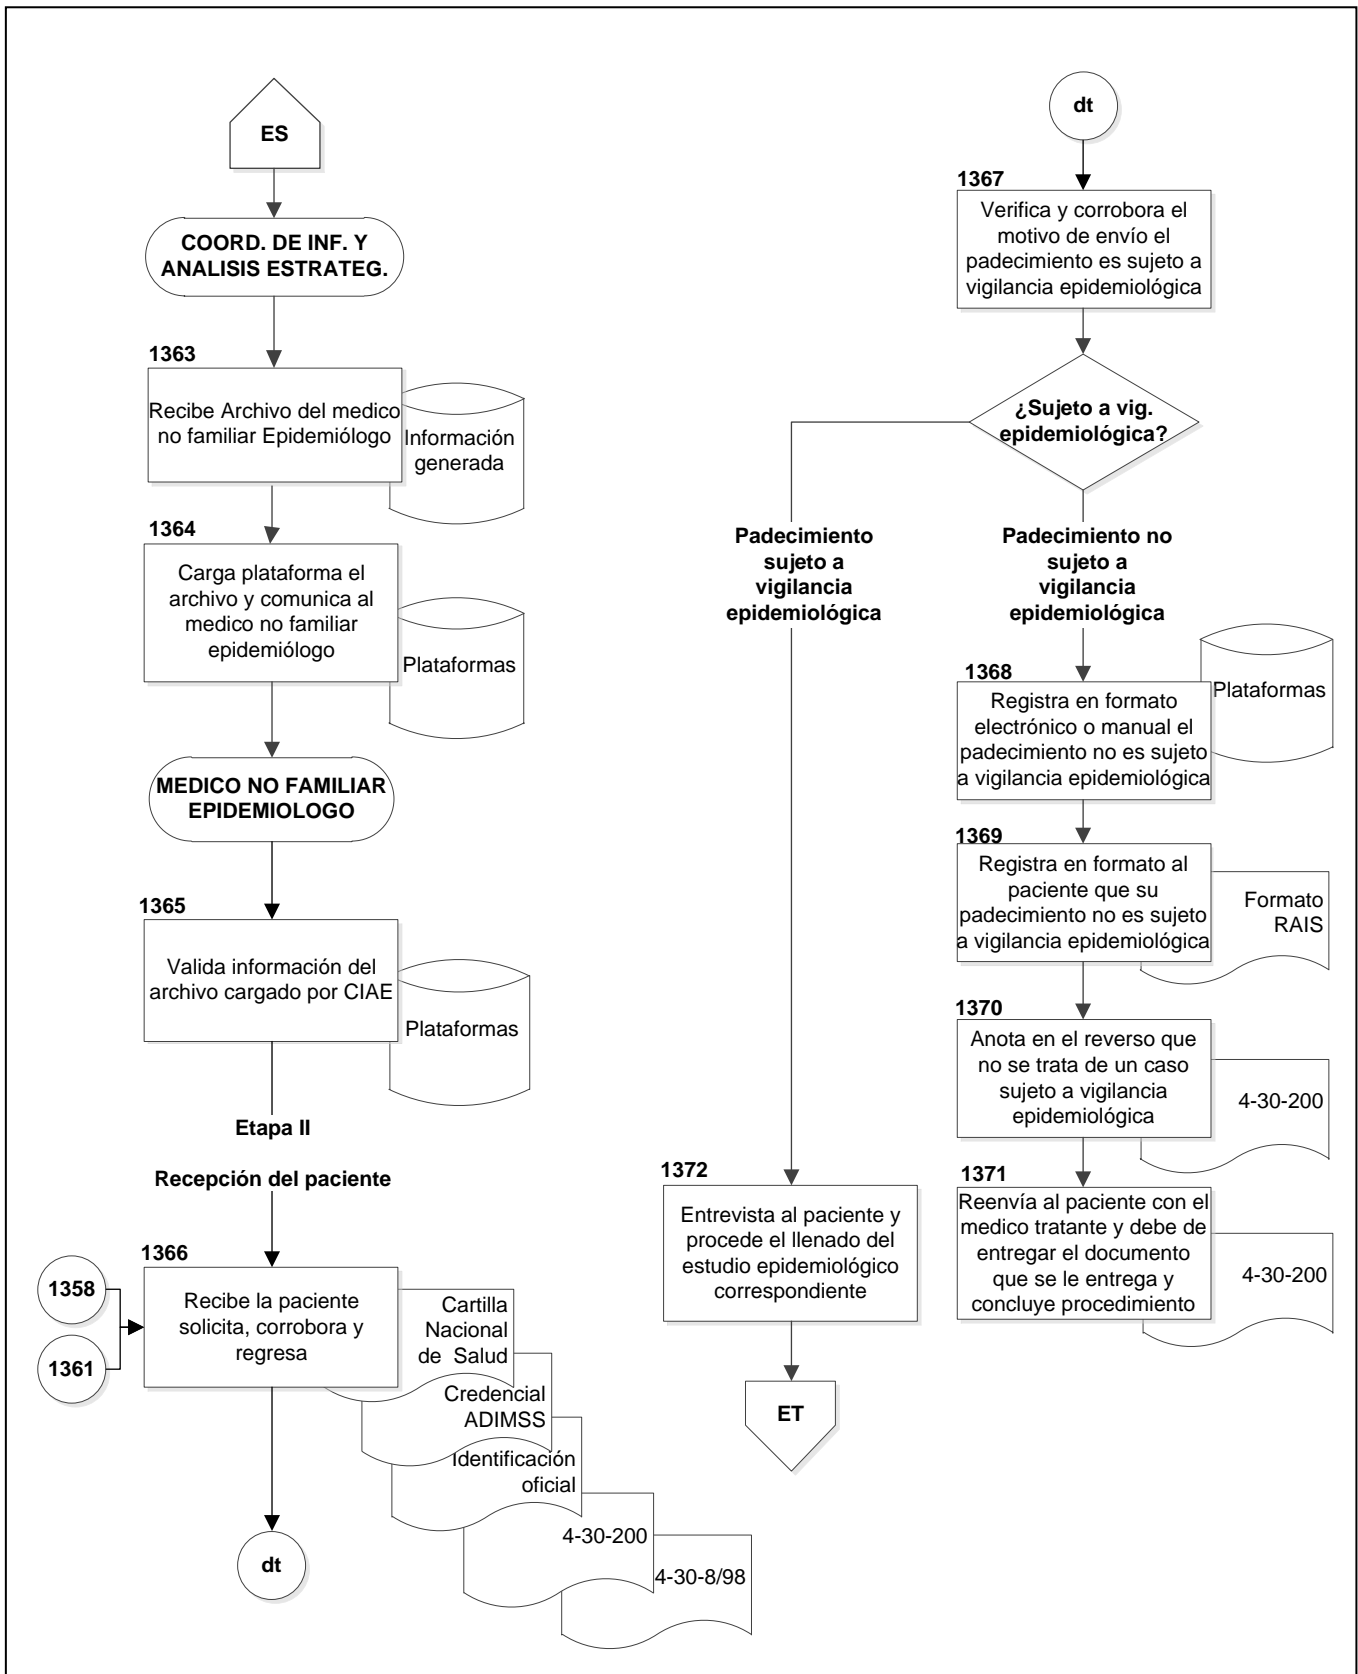 ES
COORD. DE INF. Y
ANALISIS ESTRATEG.
1363
Recibe Archivo del medico
no familiar Epidemiólogo
Información
generada
1364
Carga plataforma el
archivo y comunica al
medico no familiar
epidemiólogo
Plataformas
MEDICO NO FAMILIAR
EPIDEMIOLOGO
1365
Valida información del
archivo cargado por CIAE
Plataformas
Etapa II
Recepción del paciente
1366
1358
1361
Recibe la paciente
solicita, corrobora y
regresa
Cartilla
Nacional
de Salud
Credencial
ADIMSS
Identificación
oficial
4-30-200
4-30-8/98
dt
dt
1367
Verifica y corrobora el
motivo de envío el
padecimiento es sujeto a
vigilancia epidemiológica
¿Sujeto a vig.
epidemiológica?
Padecimiento
sujeto a
vigilancia
epidemiológica
Padecimiento no
sujeto a
vigilancia
epidemiológica
1368
Registra en formato
electrónico o manual el
padecimiento no es sujeto
a vigilancia epidemiológica
Plataformas
1369
Registra en formato al
paciente que su
padecimiento no es sujeto
a vigilancia epidemiológica
Formato
RAIS
1370
Anota en el reverso que
no se trata de un caso
sujeto a vigilancia
epidemiológica
4-30-200
1371
Reenvía al paciente con el
medico tratante y debe de
entregar el documento
que se le entrega y
concluye procedimiento
4-30-200
1372
Entrevista al paciente y
procede el llenado del
estudio epidemiológico
correspondiente
ET